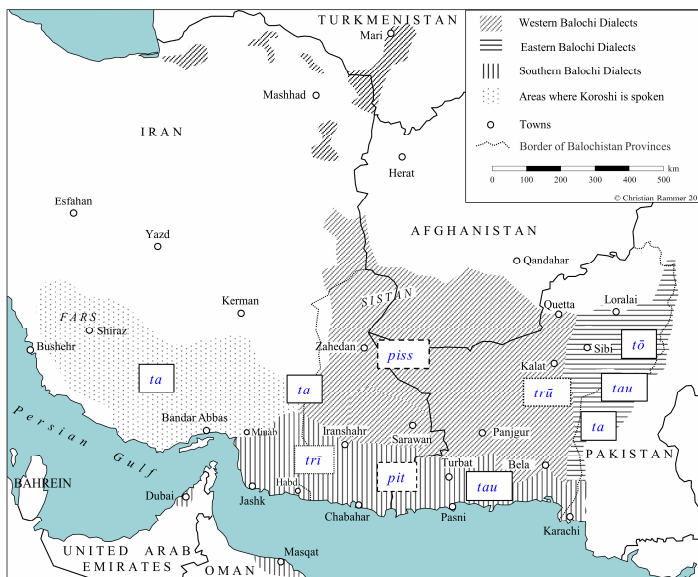 TURKMENISTAN
Mari
Mashhad
IRAN
Herat
Esfahan
Yazd
AFGHANISTAN
Qandahar
SISTAN
Kerman
FARS
Shiraz
Bushehr
Quetta
Loralai
Zahedan
piss
Sibi
tō
Kalat
ta
ta
trū
tau
ta
Bandar Abbas
Minab
Iranshahr
Sarawan
Panjgur
PAKISTAN
Persian Gulf
trī
pit
Turbat
Bela
tau
BAHREIN
Dubai
Jashk
Habd
Chabahar
Pasni
Karachi
UNITED ARAB
EMIRATES
Masqat
OMAN
Western Balochi Dialects
Eastern Balochi Dialects
Southern Balochi Dialects
Areas where Koroshi is spoken
Towns
Border of Balochistan Provinces
km
0 100 200 300 400 500
© Christian Rammer 20